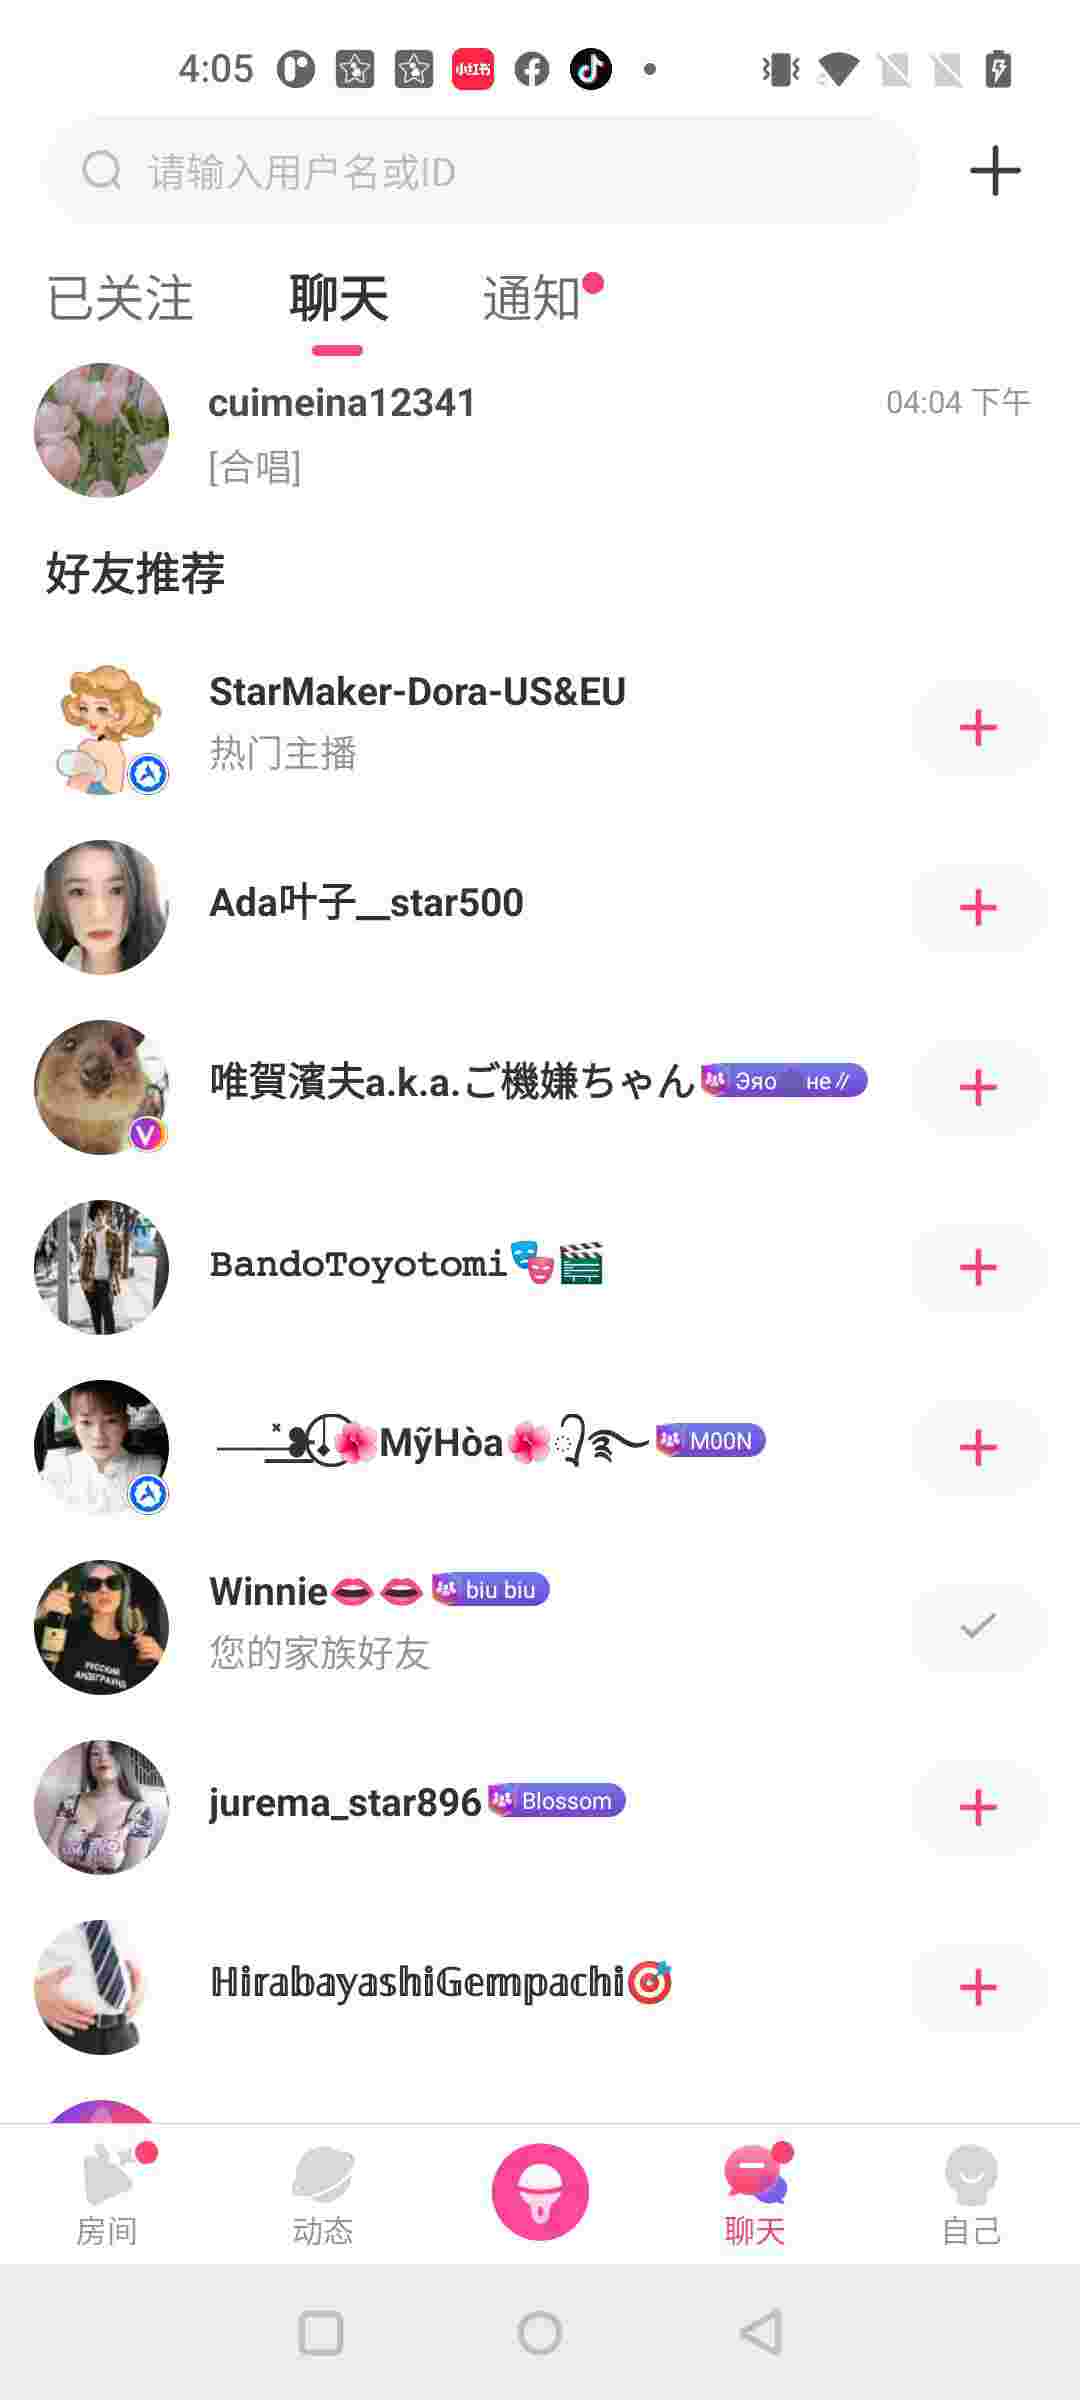 4:05
小红书
请输入用户名或ID
已关注 聊天 通知
cuimeina12341
04:04 下午
[合唱]
好友推荐
StarMaker-Dora-US&EU
热门主播
Ada叶子__star500
唯賀濱夫a.k.a.ご機嫌ちゃん Эяо не//
BandoToyotomi🎭🎬
🌺MỹHòa🌺 M00N
Winnie👄👄 biu biu
您的家族好友
РУССКИЙ
АНДЕГРАУНД
jurema_star896 Blossom
ℍ𝕚𝕣𝕒𝕓𝕒𝕪𝕒𝕤𝕙𝕚𝔾𝕖𝕞𝕡𝕒𝕔𝕙𝕚🎯
房间 动态 聊天 自己